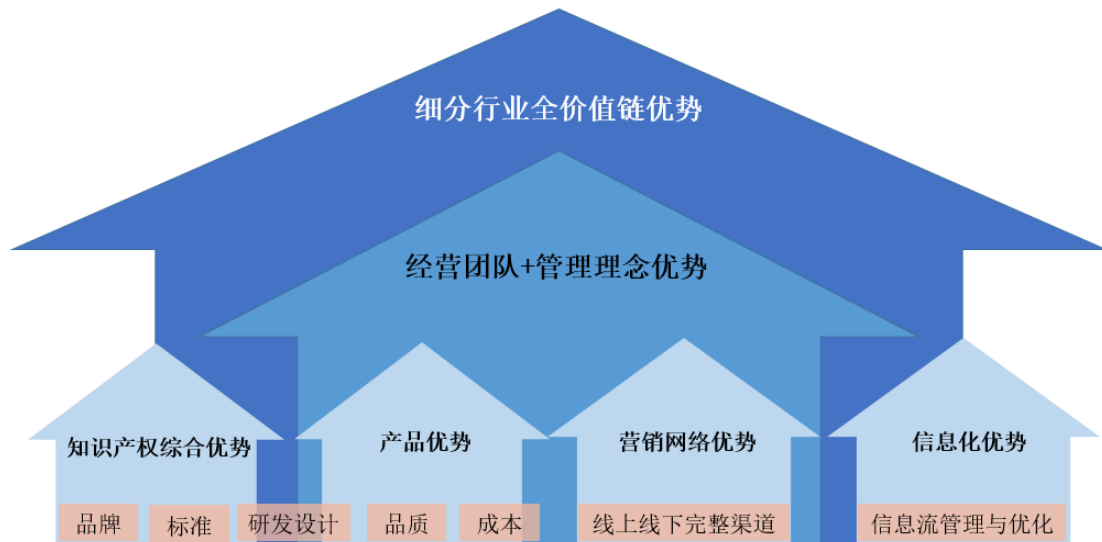 细分行业全价值链优势
经营团队+管理理念优势
知识产权综合优势
产品优势
营销网络优势
信息化优势
品牌
标准
研发设计
品质
成本
线上线下完整渠道
信息流管理与优化